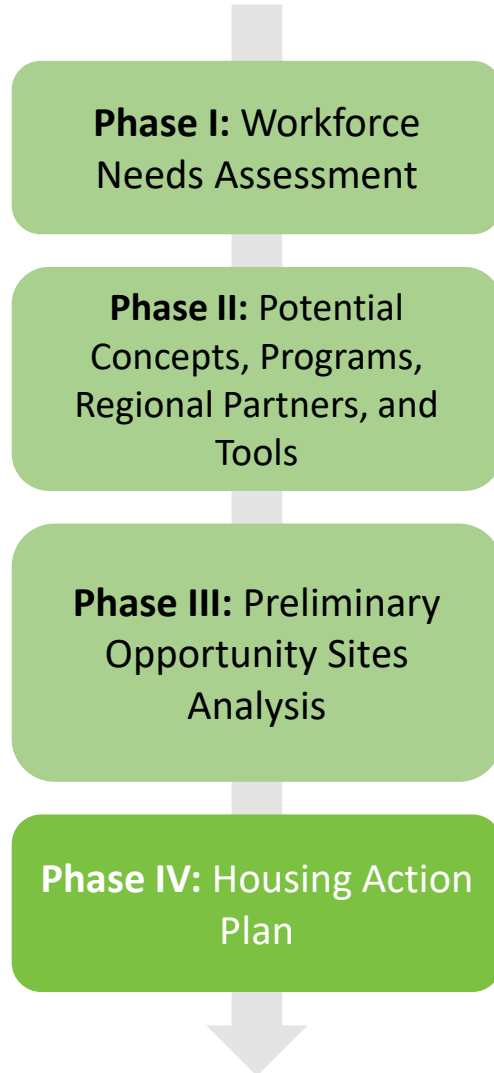 Phase I: Workforce
Needs Assessment
Phase II: Potential
Concepts, Programs,
Regional Partners, and
Tools
Phase III: Preliminary
Opportunity Sites
Analysis
Phase IV: Housing Action
Plan